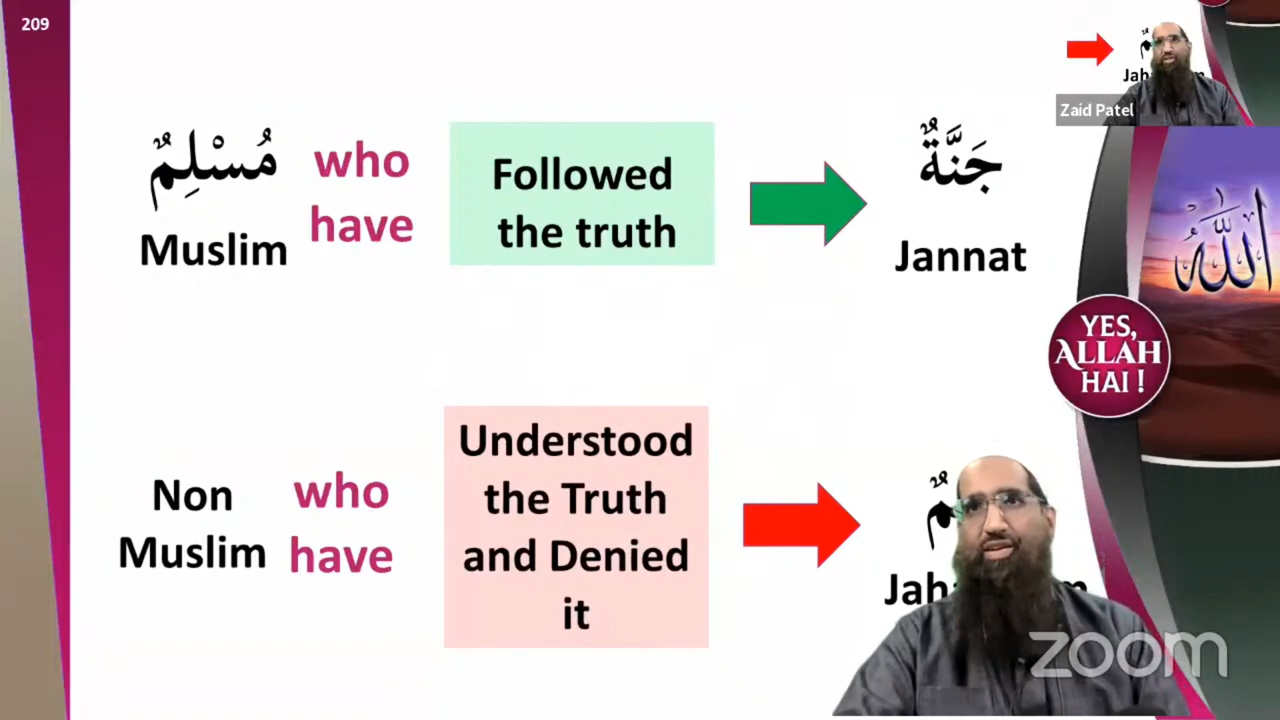 209
مُسْلِمٌ
Muslim
who
have
Followed
the truth
جَنَّةٌ
Jannat
Zaid Patel
اللّٰه
YES,
ALLAH
HAI !
Non
Muslim
who
have
Understood
the Truth
and Denied
it
zoom